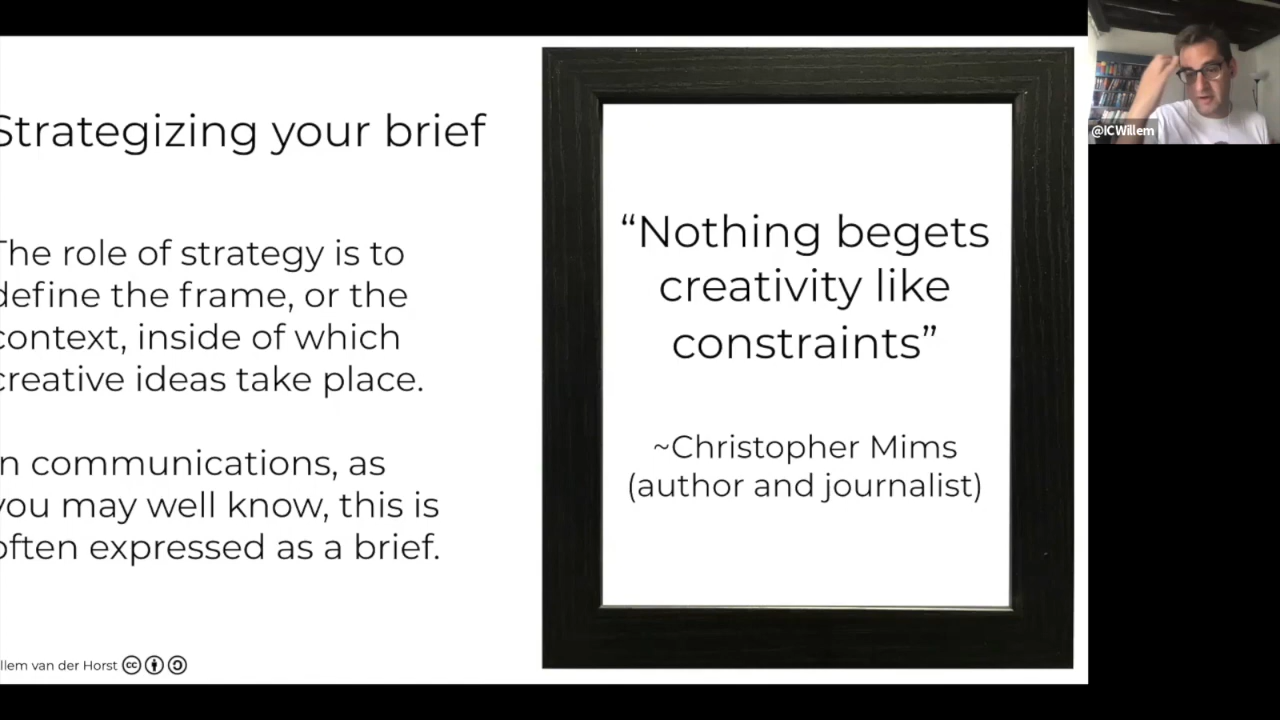 Strategizing your brief
The role of strategy is to
define the frame, or the
context, inside of which
creative ideas take place.
In communications, as
you may well know, this is
often expressed as a brief.
llem van der Horst
“Nothing begets
creativity like
constraints”
~Christopher Mims
(author and journalist)
@ICWillem